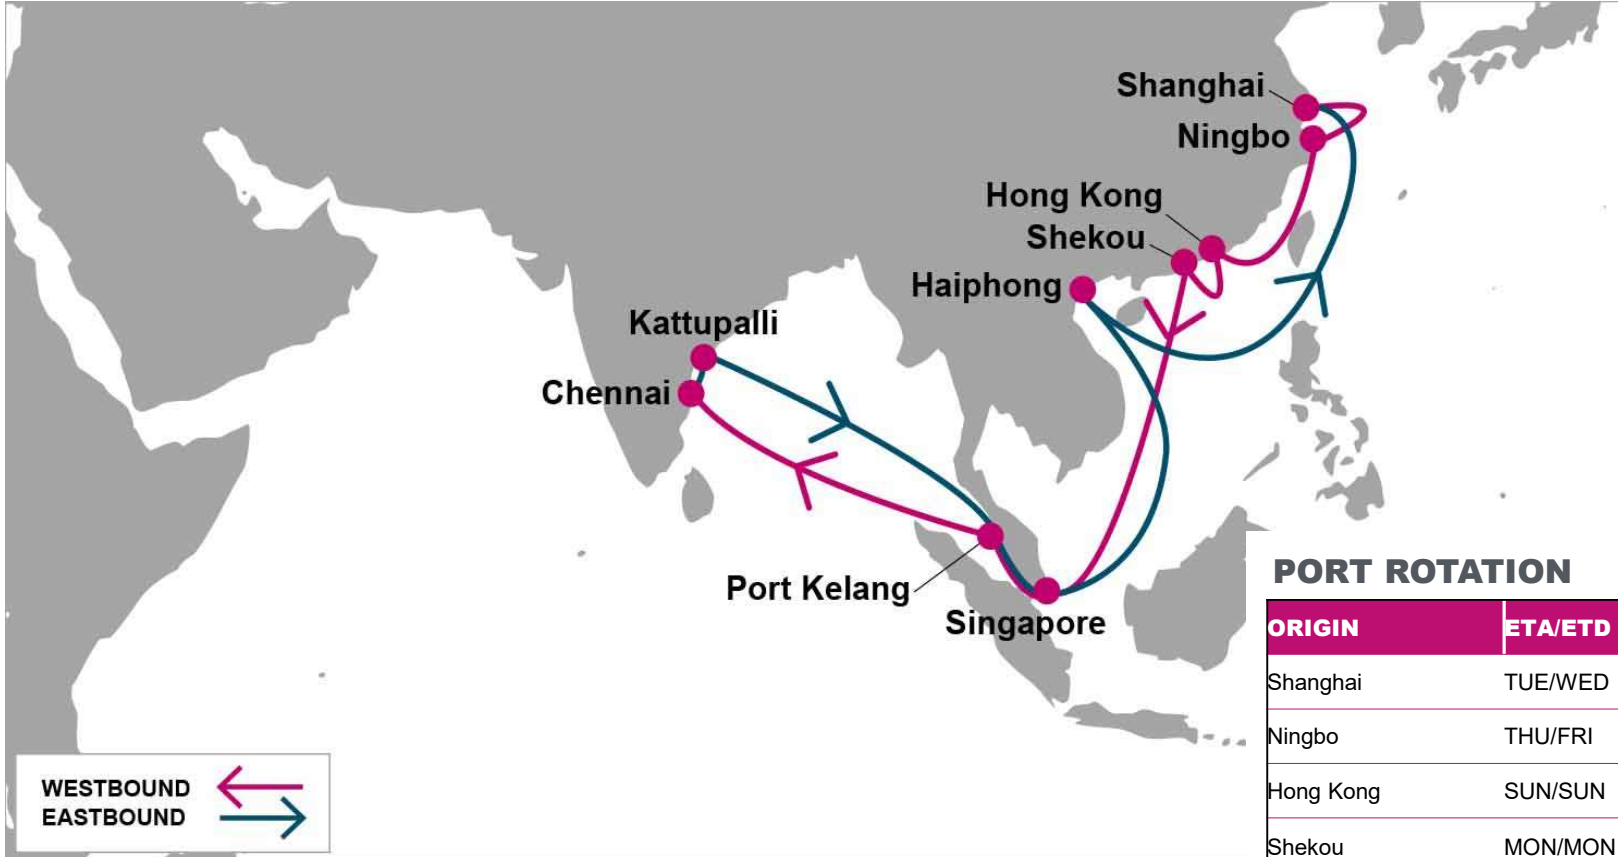 Shanghai
Ningbo
Hong Kong
Shekou
Haiphong
Kattupalli
Chennai
Port Kelang
Singapore
PORT ROTATION
ORIGIN ETA/ETD
Shanghai TUE/WED
Ningbo THU/FRI
Hong Kong SUN/SUN
Shekou MON/MON
WESTBOUND
EASTBOUND